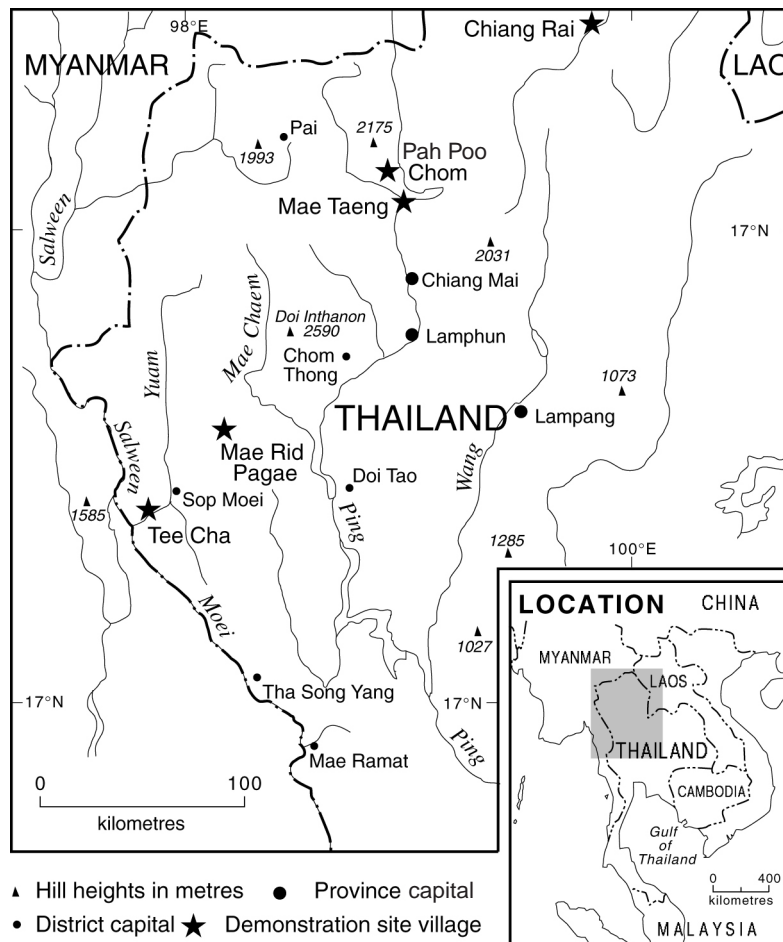 98°E
Chiang Rai
MYANMAR
LAO
Pai
2175
1993
Pah Poo
Chom
Mae Taeng
Salween
17°N
2031
Chiang Mai
Doi Inthanon
2590
Mae Chaem
Lamphun
Chom
Thong
Yuam
1073
THAILAND
Lampang
Mae Rid
Pagae
Salween
Wang
Doi Tao
Sop Moei
1585
Tee Cha
Ping
1285
100°E
Moei
1027
Tha Song Yang
17°N
Ping
Mae Ramat
0 100
kilometres
LOCATION
CHINA
MYANMAR
LAOS
THAILAND
CAMBODIA
Gulf
of
Thailand
0 400
kilometres
MALAYSIA
Hill heights in metres
Province capital
District capital
Demonstration site village